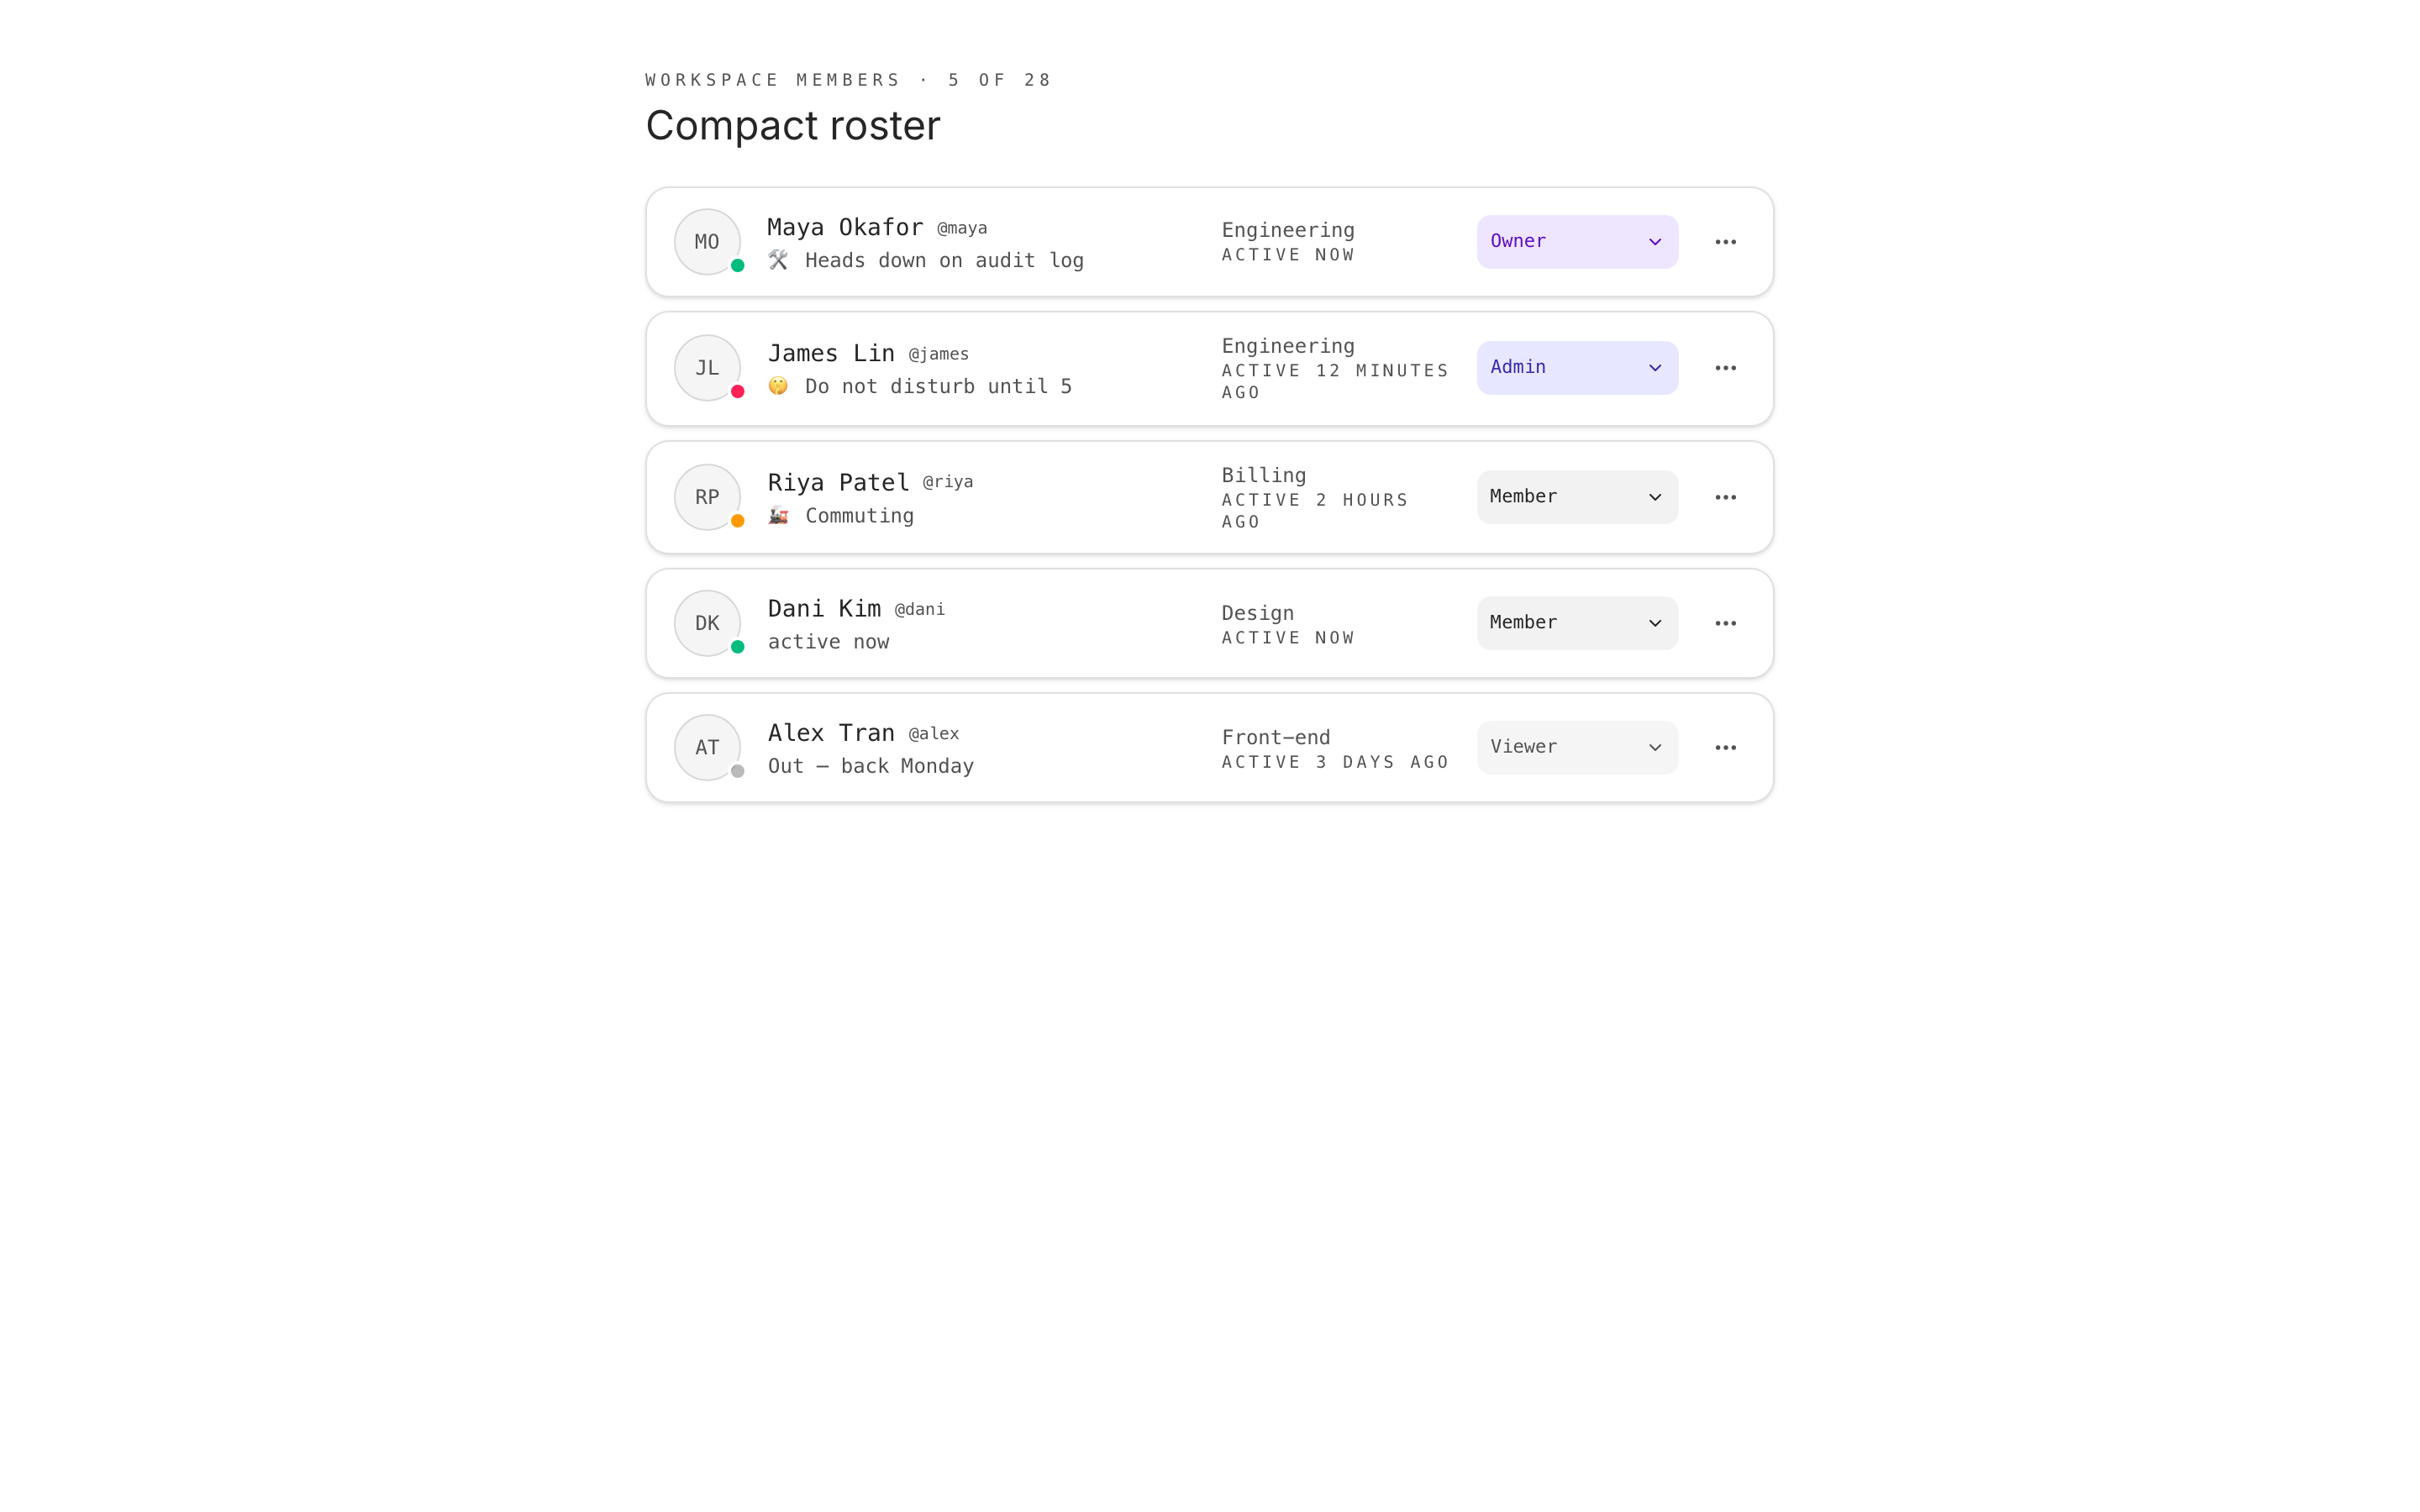 WORKSPACE MEMBERS · 5 OF 28
Compact roster
MO
Maya Okafor @maya
🛠 Heads down on audit log
Engineering
ACTIVE NOW
Owner
JL
James Lin @james
🤫 Do not disturb until 5
Engineering
ACTIVE 12 MINUTES
AGO
Admin
RP
Riya Patel @riya
🚂 Commuting
Billing
ACTIVE 2 HOURS
AGO
Member
DK
Dani Kim @dani
active now
Design
ACTIVE NOW
Member
AT
Alex Tran @alex
Out — back Monday
Front-end
ACTIVE 3 DAYS AGO
Viewer